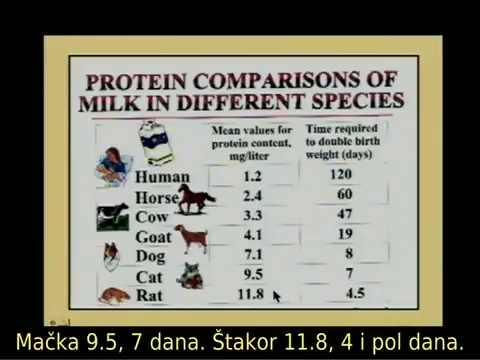 PROTEIN COMPARISONS OF
MILK IN DIFFERENT SPECIES
Mean values for
protein content,
mg/liter
Time required
to double birth
weight (days)
Human 1.2 120
Horse 2.4 60
Cow 3.3 47
Goat 4.1 19
Dog 7.1 8
Cat 9.5 7
Rat 11.8 4.5
Mačka 9.5, 7 dana. Štakor 11.8, 4 i pol dana.